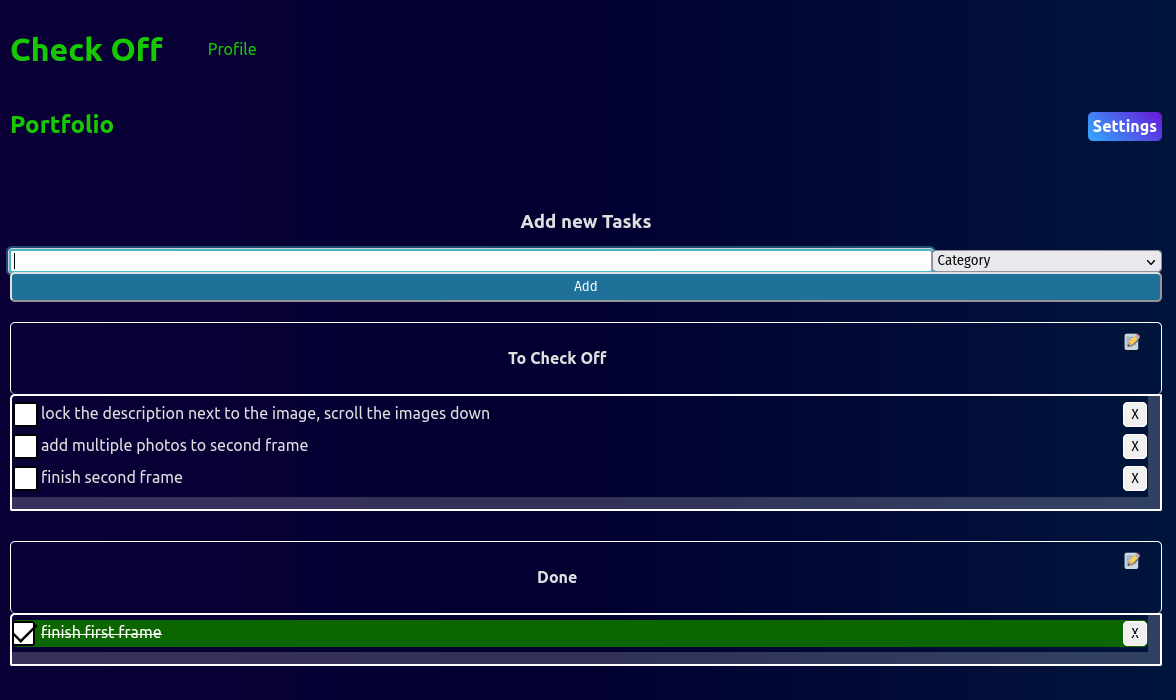 Check Off Profile
Portfolio Settings
Add new Tasks
Category
Add
To Check Off
lock the description next to the image, scroll the images down X
add multiple photos to second frame X
finish second frame X
Done
finish first frame X